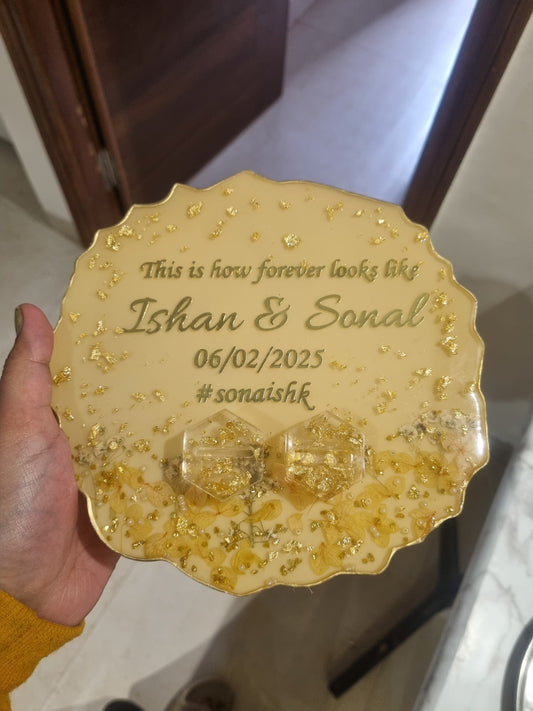 This is how forever looks like
Ishan & Sonal
06/02/2025
#sonaishk